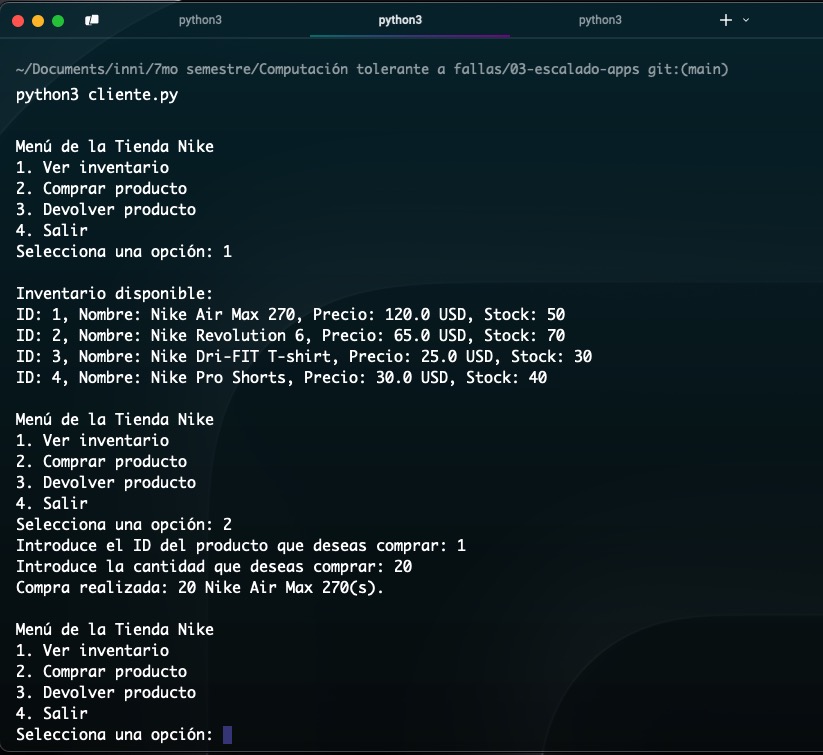 python3 python3 python3
~/Documents/inni/7mo semestre/Computación tolerante a fallas/03-escalado-apps git:(main)
python3 cliente.py
Menú de la Tienda Nike
1. Ver inventario
2. Comprar producto
3. Devolver producto
4. Salir
Selecciona una opción: 1
Inventario disponible:
ID: 1, Nombre: Nike Air Max 270, Precio: 120.0 USD, Stock: 50
ID: 2, Nombre: Nike Revolution 6, Precio: 65.0 USD, Stock: 70
ID: 3, Nombre: Nike Dri-FIT T-shirt, Precio: 25.0 USD, Stock: 30
ID: 4, Nombre: Nike Pro Shorts, Precio: 30.0 USD, Stock: 40
Menú de la Tienda Nike
1. Ver inventario
2. Comprar producto
3. Devolver producto
4. Salir
Selecciona una opción: 2
Introduce el ID del producto que deseas comprar: 1
Introduce la cantidad que deseas comprar: 20
Compra realizada: 20 Nike Air Max 270(s).
Menú de la Tienda Nike
1. Ver inventario
2. Comprar producto
3. Devolver producto
4. Salir
Selecciona una opción: